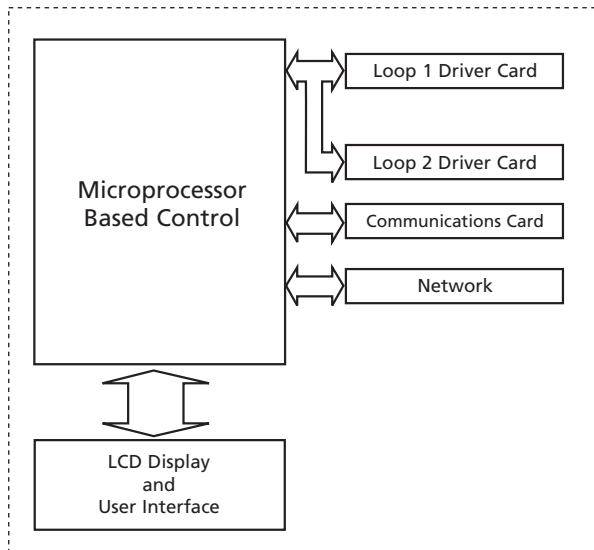 Microprocessor
Based Control
Loop 1 Driver Card
Loop 2 Driver Card
Communications Card
Network
LCD Display
and
User Interface